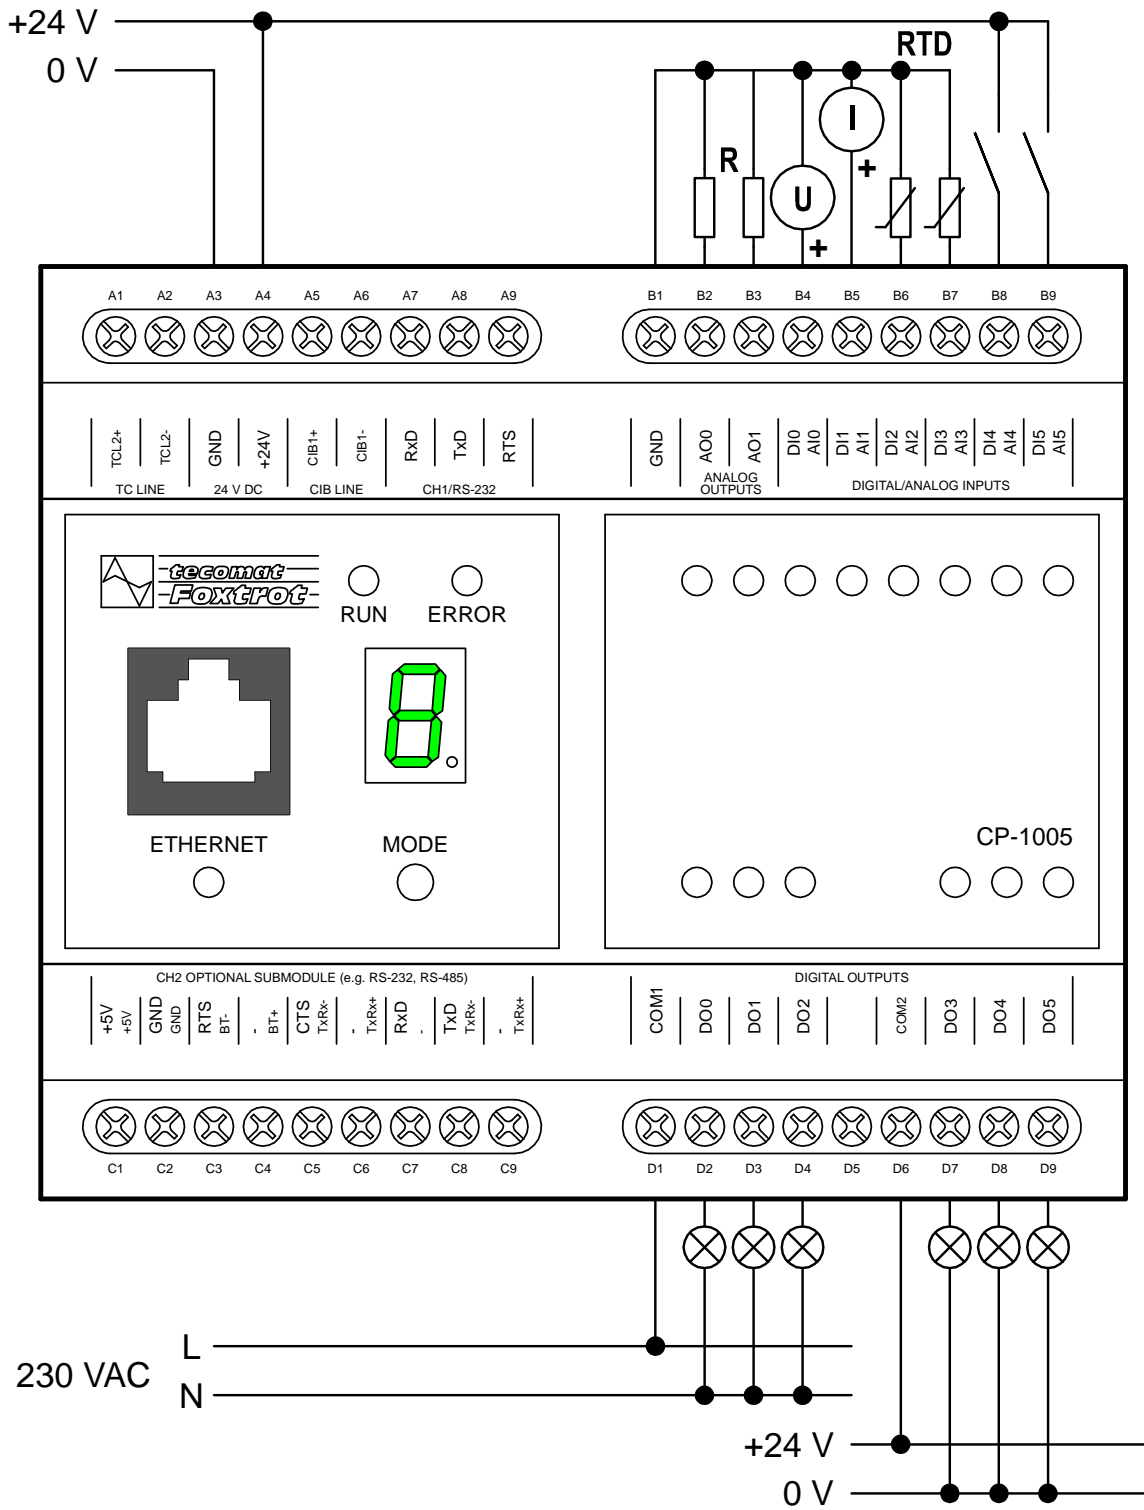 +24 V
0 V
RTD
I
+
R
U
+
A1 A2 A3 A4 A5 A6 A7 A8 A9
B1 B2 B3 B4 B5 B6 B7 B8 B9
TCL2+ TCL2- GND +24V CIB1+ CIB1- RxD TxD RTS
GND AO0 AO1 DI0 AI0 DI1 AI1 DI2 AI2 DI3 AI3 DI4 AI4 DI5 AI5
TC LINE 24 V DC CIB LINE CH1/RS-232
ANALOG
OUTPUTS
DIGITAL/ANALOG INPUTS
tecomat
Foxtrot
RUN ERROR
8.
ETHERNET MODE
CP-1005
CH2 OPTIONAL SUBMODULE (e.g. RS-232, RS-485)
DIGITAL OUTPUTS
+5V GND RTS - CTS - RxD TxD -
+5V GND BT- BT+ TxRx- TxRx+ - TxRx- TxRx+
COM1 DO0 DO1 DO2 COM2 DO3 DO4 DO5
C1 C2 C3 C4 C5 C6 C7 C8 C9
D1 D2 D3 D4 D5 D6 D7 D8 D9
230 VAC
L
N
+24 V
0 V